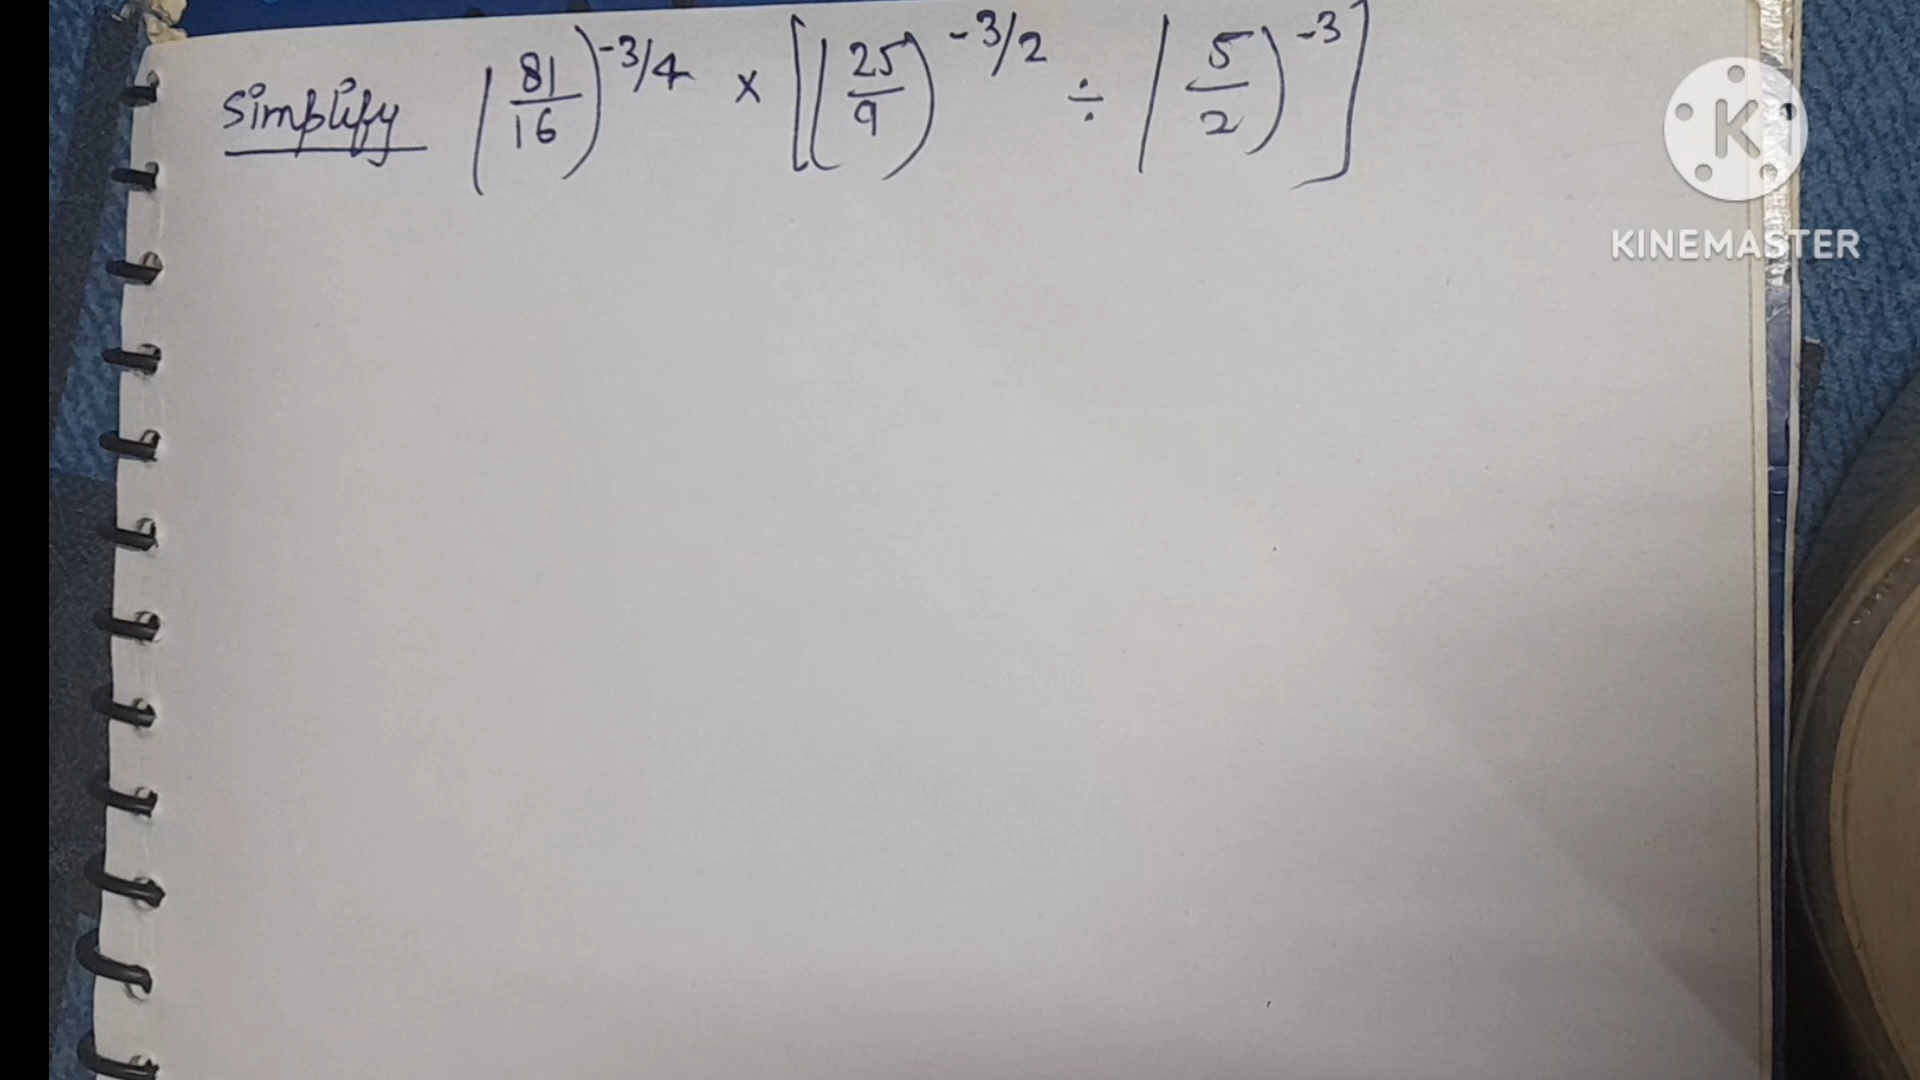 Simplify (81/16)^-3/4 × [(25/9)^-3/2 ÷ (5/2)^-3]
K
KINEMASTER